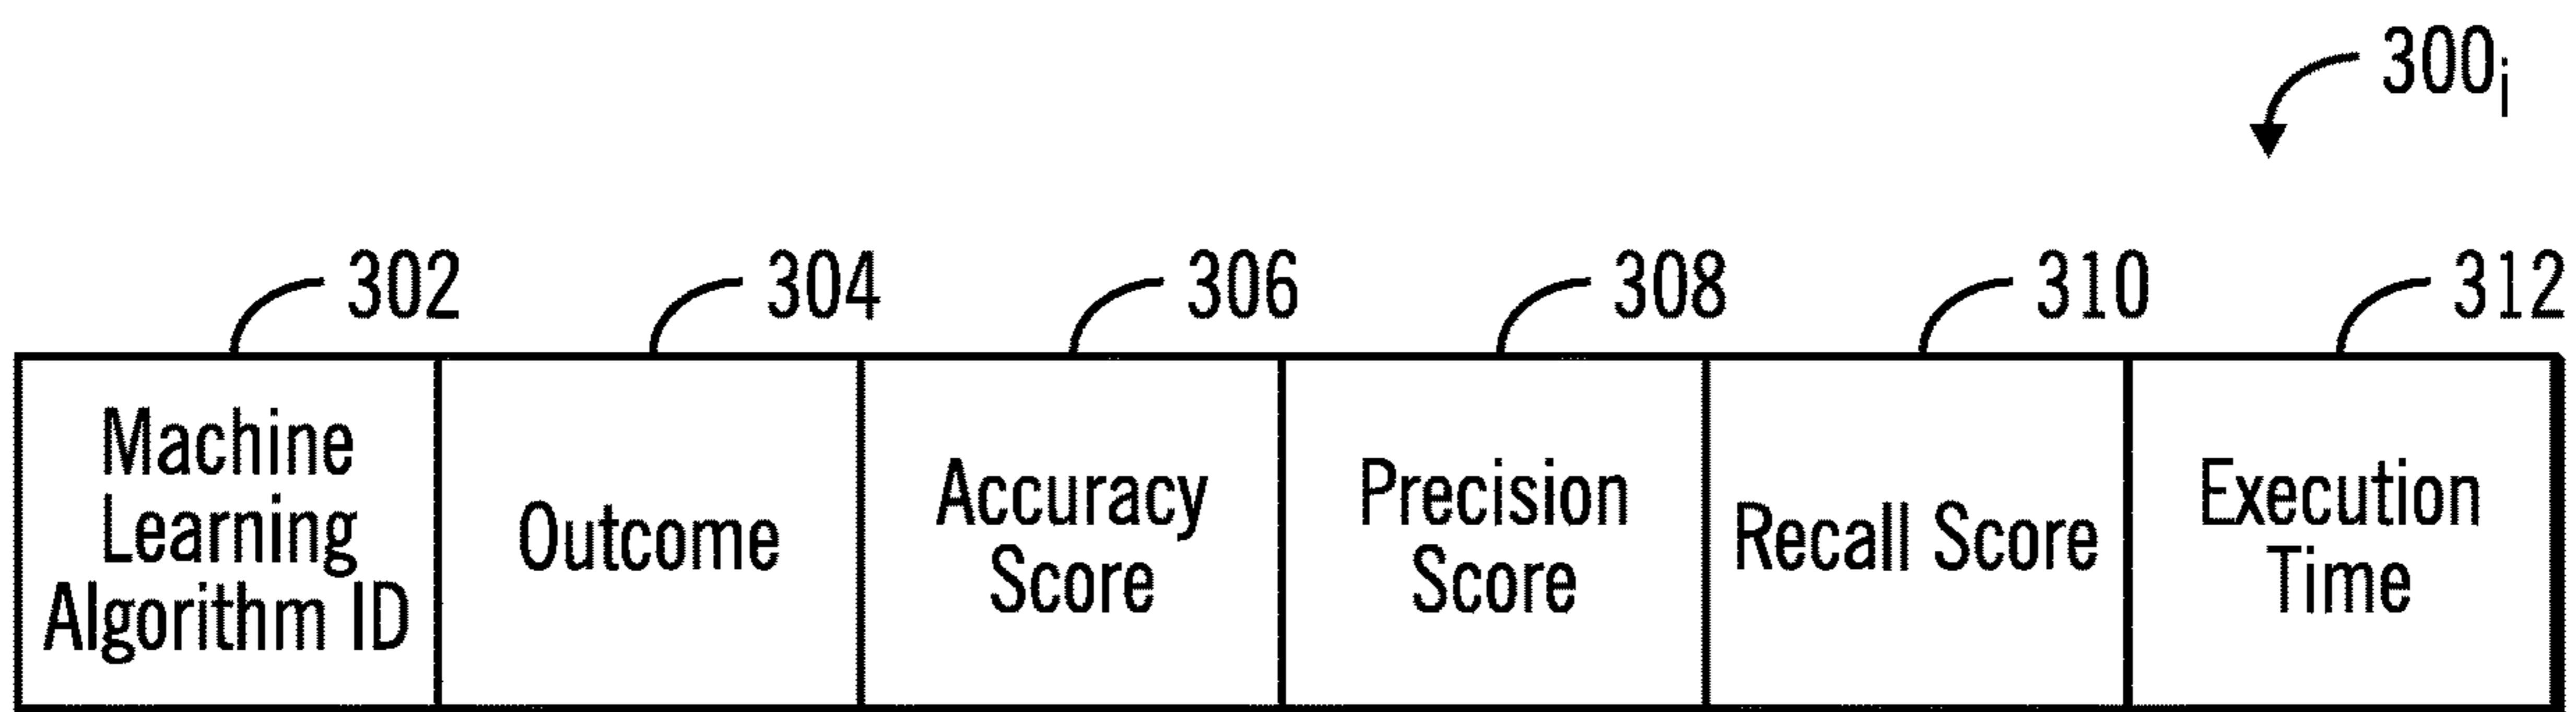 300i
302 304 306 308 310 312
Machine
Learning
Algorithm ID
Outcome
Accuracy
Score
Precision
Score
Recall Score
Execution
Time